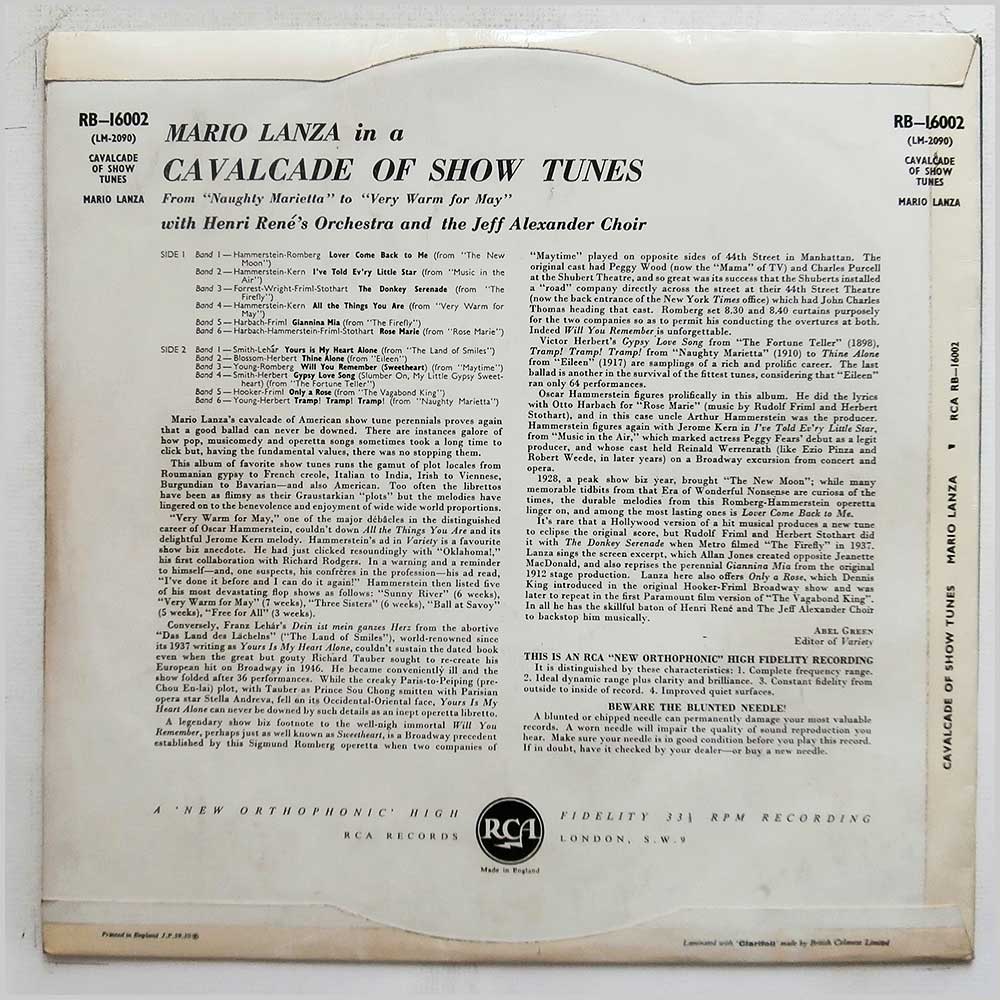 RB–16002
(LM-2090)
CAVALCADE
OF SHOW
TUNES
MARIO LANZA
MARIO LANZA in a
CAVALCADE OF SHOW TUNES
From "Naughty Marietta" to "Very Warm for May"
with Henri René's Orchestra and the Jeff Alexander Choir
RB–16002
(LM-2090)
CAVALCADE
OF SHOW
TUNES
MARIO LANZA
SIDE 1 Band 1—Hammerstein-Romberg Lover Come Back to Me (from "The New
Moon")
Band 2—Hammerstein-Kern I've Told Ev'ry Little Star (from "Music in the
Air")
Band 3—Forrest-Wright-Friml-Stothart The Donkey Serenade (from "The
Firefly")
Band 4—Hammerstein-Kern All the Things You Are (from "Very Warm for
May")
Band 5—Harbach-Friml Giannina Mia (from "The Firefly")
Band 6—Harbach-Hammerstein-Friml-Stothart Rose Marie (from "Rose Marie")
SIDE 2 Band 1—Smith-Lehár Yours is My Heart Alone (from "The Land of Smiles")
Band 2—Blossom-Herbert Thine Alone (from "Eileen")
Band 3—Young-Romberg Will You Remember (Sweetheart) (from "Maytime")
Band 4—Smith-Herbert Gypsy Love Song (Slumber On, My Little Gypsy Sweet-
heart) (from "The Fortune Teller")
Band 5—Hooker-Friml Only a Rose (from "The Vagabond King")
Band 6—Young-Herbert Tramp! Tramp! Tramp! (from "Naughty Marietta")
Mario Lanza's cavalcade of American show tune perennials proves again
that a good ballad can never be downed. There are instances galore
of how pop, musicomedy and operetta songs sometimes took a long time to
click but, having the fundamental values, there was no stopping them.
This album of favorite show tunes runs the gamut of plot locales from
Roumanian gypsy to French creole, Italian to India, Irish to Viennese,
Burgundian to Bavarian—and also American. Too often the librettos
have been as flimsy as their Graustarkian "plots" but the melodies have
lingered on to the benevolence and enjoyment of wide wide world proportions.
"Very Warm for May," one of the major débâcles in the distinguished
career of Oscar Hammerstein, couldn't down All the Things You Are and its
delightful Jerome Kern melody. Hammerstein's ad in Variety is a favourite
show biz anecdote. He had just clicked resoundingly with "Oklahoma!,"
his first collaboration with Richard Rodgers. In a warning and a reminder
to himself—and, one suspects, his confrères in the profession—his ad read,
"I've done it before and I can do it again!" Hammerstein then listed five
of his most devastating flop shows as follows: "Sunny River" (6 weeks),
"Very Warm for May" (7 weeks), "Three Sisters" (6 weeks), "Ball at Savoy"
(5 weeks), "Free for All" (3 weeks).
Conversely, Franz Lehár's Dein ist mein ganzes Herz from the abortive
"Das Land des Lächelns" ("The Land of Smiles"), world-renowned since
its 1937 writing as Yours Is My Heart Alone, couldn't sustain the dated book
even when the great but gouty Richard Tauber sought to re-create his
European hit on Broadway in 1946. He became conveniently ill and the
show folded after 36 performances. While the creaky Paris-to-Peiping (pre-
Chou En-lai) plot, with Tauber as Prince Sou Chong smitten with Parisian
opera star Stella Andreva, fell on its Occidental-Oriental face, Yours Is My
Heart Alone can never be downed by such details as an inept operetta libretto.
A legendary show biz footnote to the well-nigh immortal Will You
Remember, perhaps just as well known as Sweetheart, is a Broadway precedent
established by this Sigmund Romberg operetta when two companies of
"Maytime" played on opposite sides of 44th Street in Manhattan. The
original cast had Peggy Wood (now the "Mama" of TV) and Charles Purcell
at the Shubert Theatre, and so great was its success that the Shuberts installed
a "road" company directly across the street at their 44th Street Theatre
(now the back entrance of the New York Times office) which had John Charles
Thomas heading that cast. Romberg set 8.30 and 8.40 curtains purposely
for the two companies so as to permit his conducting the overtures at both.
Indeed Will You Remember is unforgettable.
Victor Herbert's Gypsy Love Song from "The Fortune Teller" (1898),
Tramp! Tramp! Tramp! from "Naughty Marietta" (1910) to Thine Alone
from "Eileen" (1917) are samplings of a rich and prolific career. The last
ballad is another in the survival of the fittest tunes, considering that "Eileen"
ran only 64 performances.
Oscar Hammerstein figures prolifically in this album. He did the lyrics
with Otto Harbach for "Rose Marie" (music by Rudolf Friml and Herbert
Stothart), and in this case uncle Arthur Hammerstein was the producer.
Hammerstein figures again with Jerome Kern in I've Told Ev'ry Little Star,
from "Music in the Air," which marked actress Peggy Fears' debut as a legit
producer, and whose cast held Reinald Werrenrath (like Ezio Pinza and
Robert Weede, in later years) on a Broadway excursion from concert and
opera.
1928, a peak show biz year, brought "The New Moon"; while many
memorable tidbits from that Era of Wonderful Nonsense are curiosa of the
times, the durable melodies from this Romberg-Hammerstein operetta
linger on, and among the most lasting ones is Lover Come Back to Me.
It's rare that a Hollywood version of a hit musical produces a new tune
to eclipse the original score, but Rudolf Friml and Herbert Stothart did
it with The Donkey Serenade when Metro filmed "The Firefly" in 1937.
Lanza sings the screen excerpt, which Allan Jones created opposite Jeanette
MacDonald, and also reprises the perennial Giannina Mia from the original
1912 stage production. Lanza here also offers Only a Rose, which Dennis
King introduced in the original Hooker-Friml Broadway show and was
later to repeat in the first Paramount film version of "The Vagabond King".
In all he has the skillful baton of Henri René and The Jeff Alexander Choir
to backstop him musically.
ABEL GREEN
Editor of Variety
THIS IS AN RCA "NEW ORTHOPHONIC" HIGH FIDELITY RECORDING
It is distinguished by these characteristics: 1. Complete frequency range.
2. Ideal dynamic range plus clarity and brilliance. 3. Constant fidelity from
outside to inside of record. 4. Improved quiet surfaces.
BEWARE THE BLUNTED NEEDLE!
A blunted or chipped needle can permanently damage your most valuable
records. A worn needle will impair the quality of sound reproduction you
hear. Make sure your needle is in good condition before you play this record.
If in doubt, have it checked by your dealer—or buy a new needle.
CAVALCADE OF SHOW TUNES MARIO LANZA RCA RB—16002
A 'NEW ORTHOPHONIC' HIGH FIDELITY 33⅓ RPM RECORDING
RCA RECORDS LONDON, S.W.9
RCA
Made in England
Printed in England J.P.
Laminated with 'Clarifoil' made by British Celanese Limited